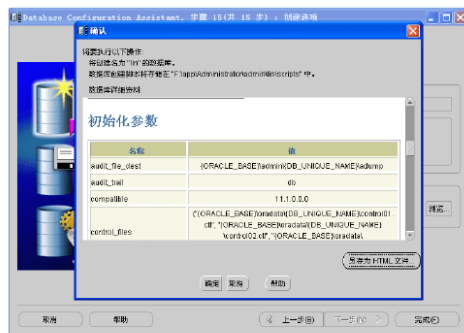 Database Configuration Assistant, 步骤 15(共 15 步) : 创建选项
确认
将要执行以下操作:
将创建名为 "lin" 的数据库。
数据库创建脚本将存储在 "F:\app\Administrator\admin\lin\scripts" 中。
数据库详细资料:
初始化参数
名称 值
audit_file_dest {ORACLE_BASE}\admin\{DB_UNIQUE_NAME}\adump
audit_trail db
compatible 11.1.0.0.0
control_files ("{ORACLE_BASE}\oradata\{DB_UNIQUE_NAME}\control01.
ctl", "{ORACLE_BASE}\oradata\{DB_UNIQUE_NAME}
\control02.ctl", "{ORACLE_BASE}\oradata\
浏览...
另存为 HTML 文件...
确定 取消 帮助
取消 帮助 上一步(B) 下一步(N) 完成(F)